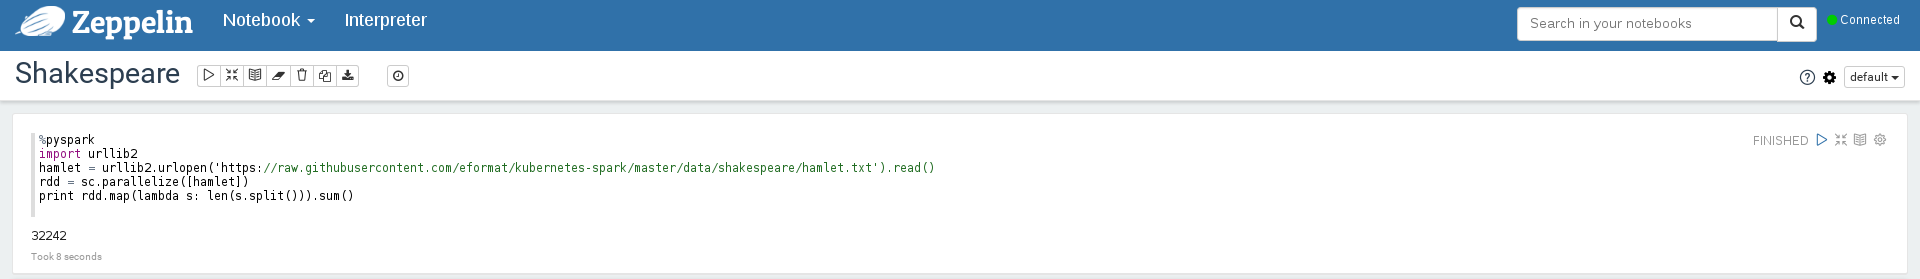 Zeppelin Notebook Interpreter Search in your notebooks Connected
Shakespeare default
%pyspark
FINISHED
import urllib2
hamlet = urllib2.urlopen('https://raw.githubusercontent.com/eformat/kubernetes-spark/master/data/shakespeare/hamlet.txt').read()
rdd = sc.parallelize([hamlet])
print rdd.map(lambda s: len(s.split())).sum()
32242
Took 8 seconds